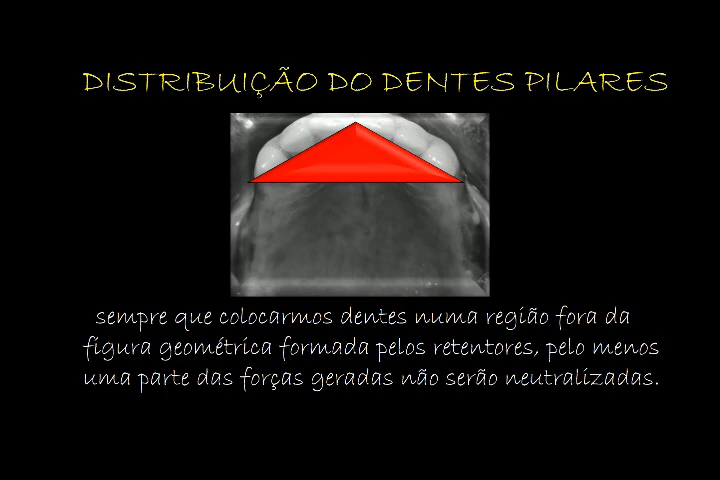 DISTRIBUIÇÃO DO DENTES PILARES
sempre que colocarmos dentes numa região fora da
figura geométrica formada pelos retentores, pelo menos
uma parte das forças geradas não serão neutralizadas.